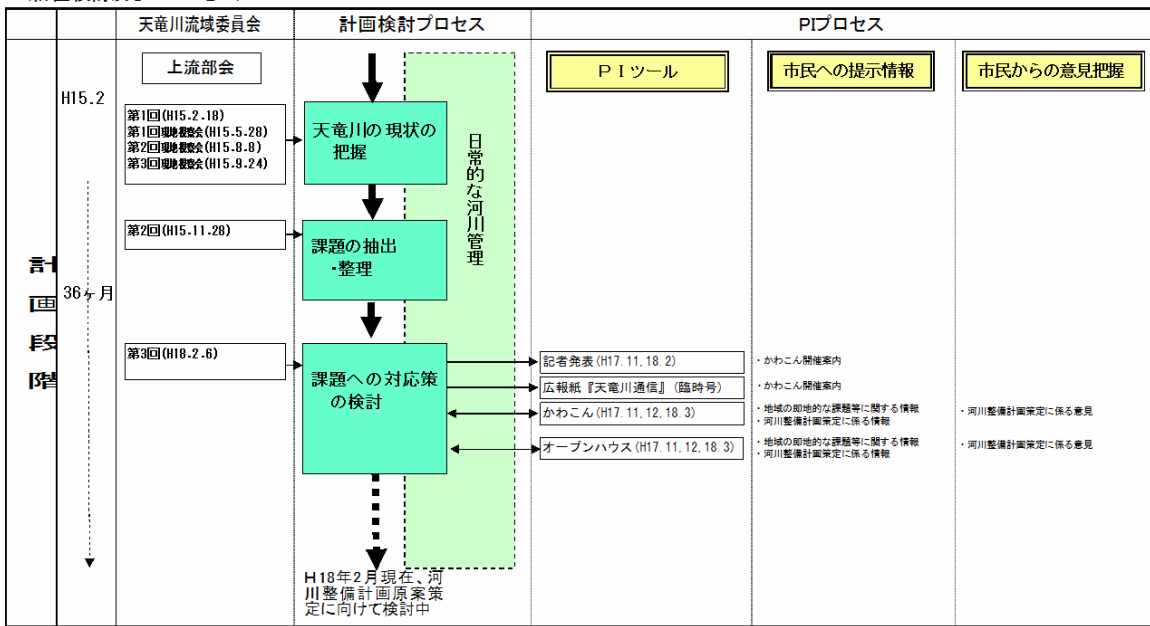 天竜川流域委員会
計画検討プロセス
PIプロセス
上流部会
PIツール
市民への提示情報
市民からの意見把握
H15.2
第1回(H15.2.18)
第1回現地視察会(H15.5.28)
第2回現地視察会(H15.8.8)
第3回現地視察会(H15.9.24)
天竜川の現状の
把握
日常的な河川管理
第2回(H15.11.28)
課題の抽出
・整理
計画段階
36ヶ月
第3回(H18.2.6)
課題への対応策
の検討
記者発表(H17.11,18.2)
・かわこん開催案内
広報紙『天竜川通信』(臨時号)
・かわこん開催案内
かわこん(H17.11,12,18.3)
・地域の即地的な課題等に関する情報
・河川整備計画策定に係る情報
・河川整備計画策定に係る意見
オープンハウス(H17.11,12,18.3)
・地域の即地的な課題等に関する情報
・河川整備計画策定に係る情報
・河川整備計画策定に係る意見
H18年2月現在、河
川整備計画原案策
定に向けて検討中